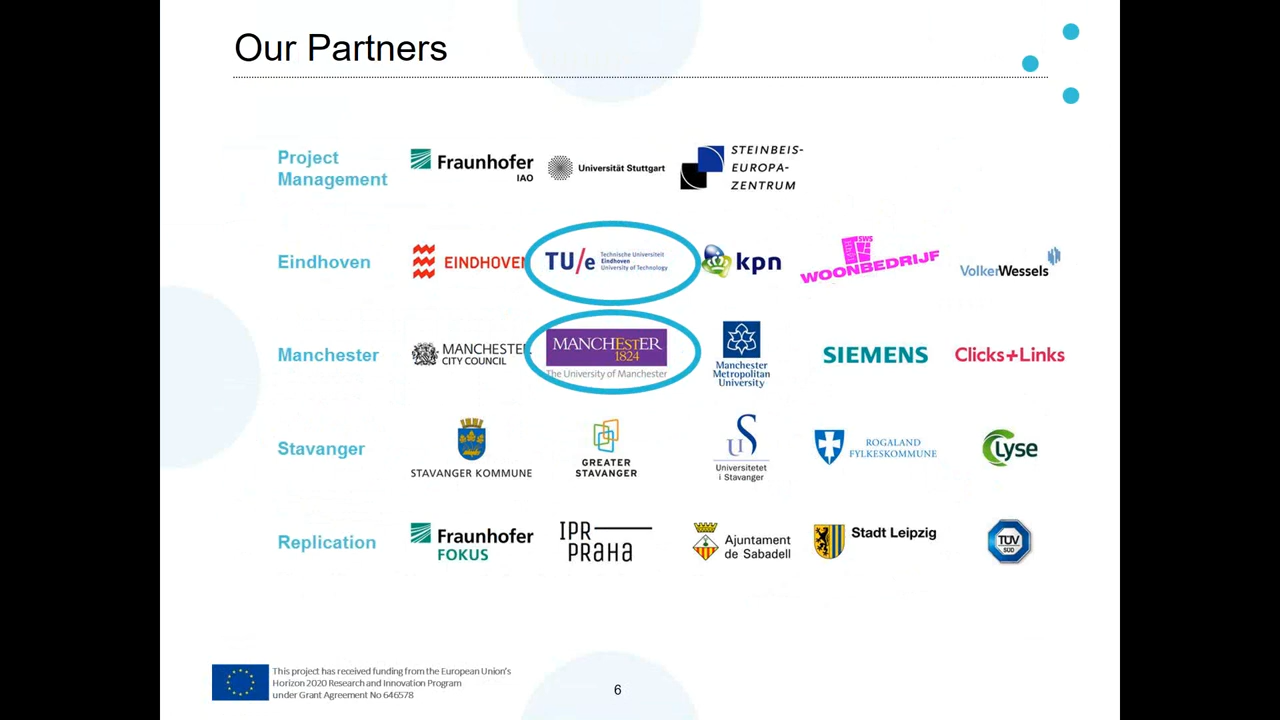 Our Partners
Project
Management
Fraunhofer
IAO
Universität Stuttgart
STEINBEIS-
EUROPA-
ZENTRUM
Eindhoven
EINDHOVEN
TU/e
Technische Universiteit
Eindhoven
University of Technology
kpn
SWS
WOONBEDRIJF
VolkerWessels
Manchester
MANCHESTER
CITY COUNCIL
MANCHEstER
1824
The University of Manchester
Manchester
Metropolitan
University
SIEMENS
Clicks+Links
Stavanger
STAVANGER KOMMUNE
GREATER
STAVANGER
US
Universitetet
i Stavanger
ROGALAND
FYLKESKOMMUNE
Lyse
Replication
Fraunhofer
FOKUS
IPR
PRAHA
Ajuntament
de Sabadell
Stadt Leipzig
TÜV
SÜD
This project has received funding from the European Union's
Horizon 2020 Research and Innovation Program
under Grant Agreement No 646578
6